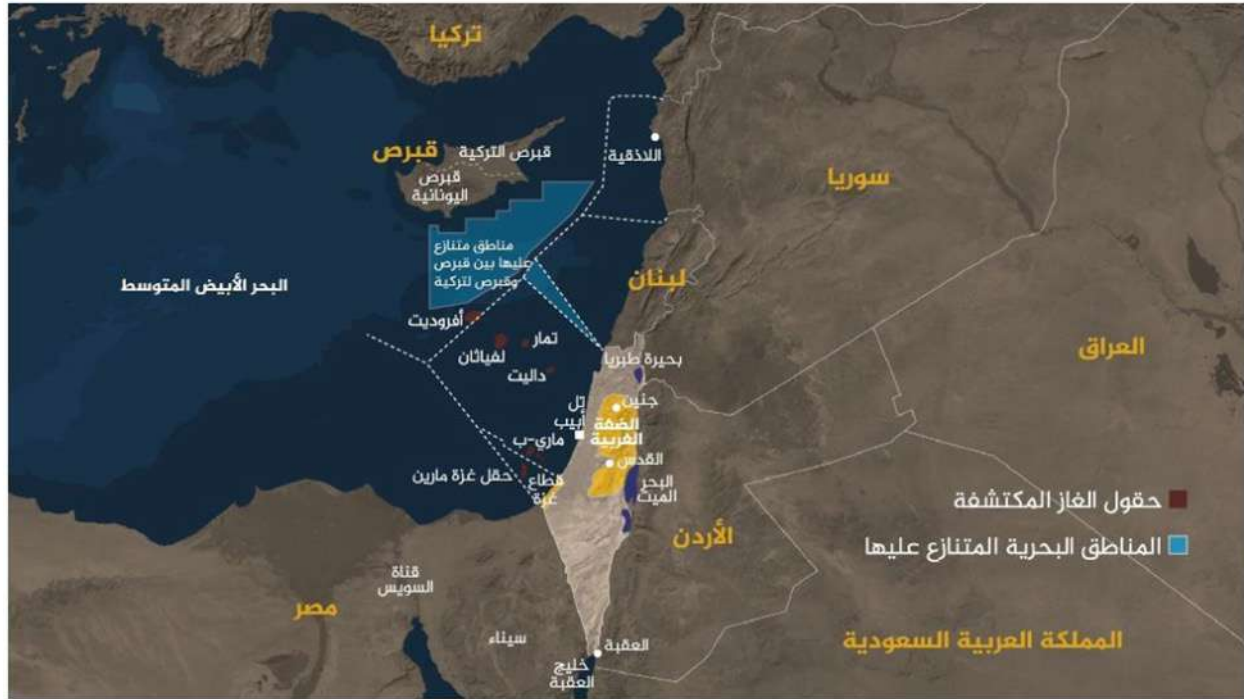 تركيا
قبرص
قبرص التركية
قبرص
اليونانية
اللاذقية
سوريا
مناطق متنازع
عليها بين قبرص
وقبرص لتركية
لبنان
البحر الأبيض المتوسط
أفروديت
تمار
لفياثان
داليت
بحيرة طبريا
العراق
جنين
تل
أبيب
الضفة
الغربية
ماري-ب
القدس
حقل غزة مارين
قطاع
غزة
البحر
الميت
حقول الغاز المكتشفة
المناطق البحرية المتنازع عليها
الأردن
قناة
السويس
مصر
سيناء
العقبة
خليج
العقبة
المملكة العربية السعودية